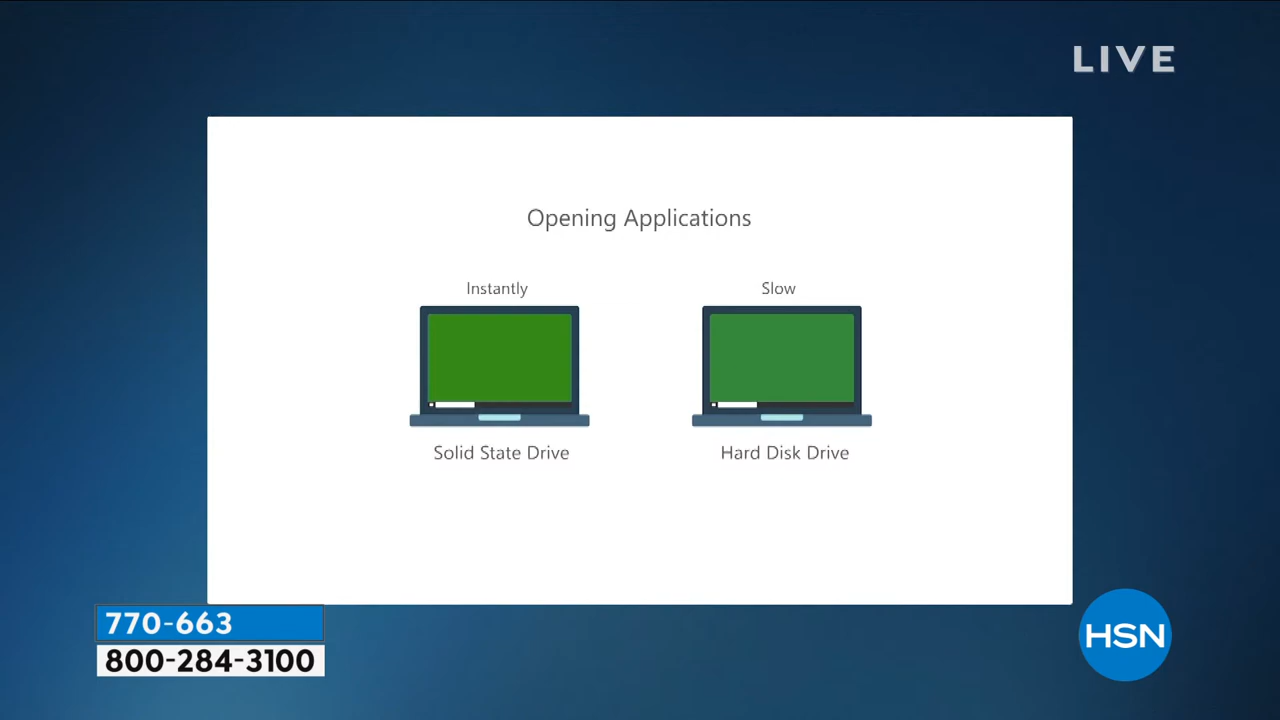 LIVE
Opening Applications
Instantly
Slow
Solid State Drive
Hard Disk Drive
770-663
800-284-3100
HSN